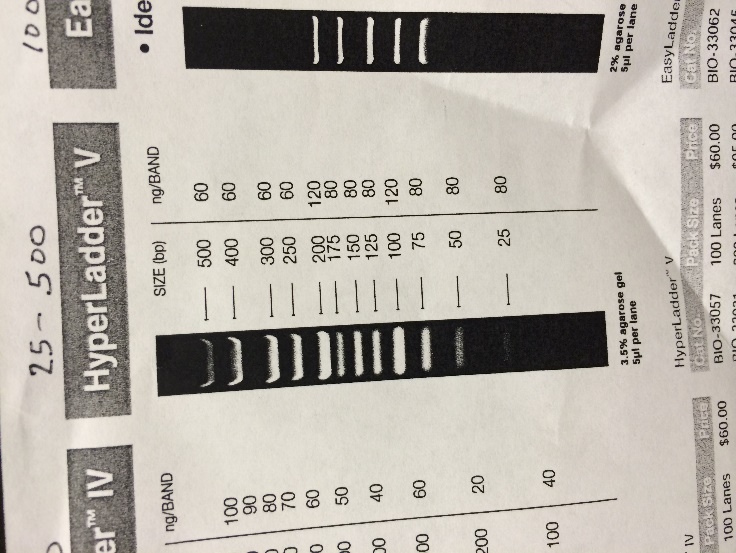 er™ IV
ng/BAND
100
90
80
70
60
50
40
60
20
40
200
100
IV
Pack Size Price
100 Lanes $60.00
25-500
HyperLadder™ V
SIZE (bp) ng/BAND
500 60
400 60
300 60
250 60
200 120
175 80
150 80
125 80
100 120
75 80
50 80
25 80
3.5% agarose gel
5µl per lane
HyperLadder™ V
Cat No. Pack Size Price
BIO-33057 100 Lanes $60.00
100
Ea
• Ide
2% agarose
5µl per lane
EasyLadder
Cat No.
BIO-33062